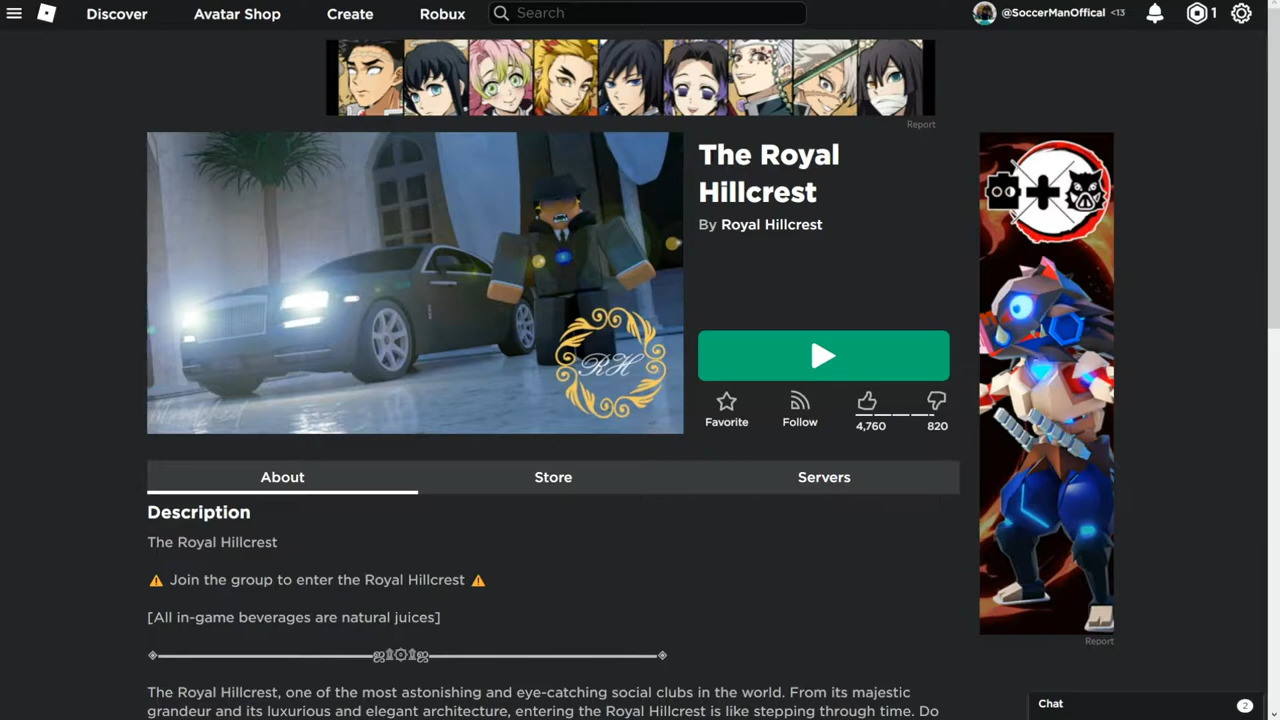 Discover
Avatar Shop
Create
Robux
Search
@SoccerManOffical <13
1
Report
The Royal
Hillcrest
By Royal Hillcrest
RH
Favorite
Follow
4,760
820
About
Store
Servers
Description
The Royal Hillcrest
⚠ Join the group to enter the Royal Hillcrest ⚠
[All in-game beverages are natural juices]
The Royal Hillcrest, one of the most astonishing and eye-catching social clubs in the world. From its majestic
grandeur and its luxurious and elegant architecture, entering the Royal Hillcrest is like stepping through time. Do
Report
Chat
2